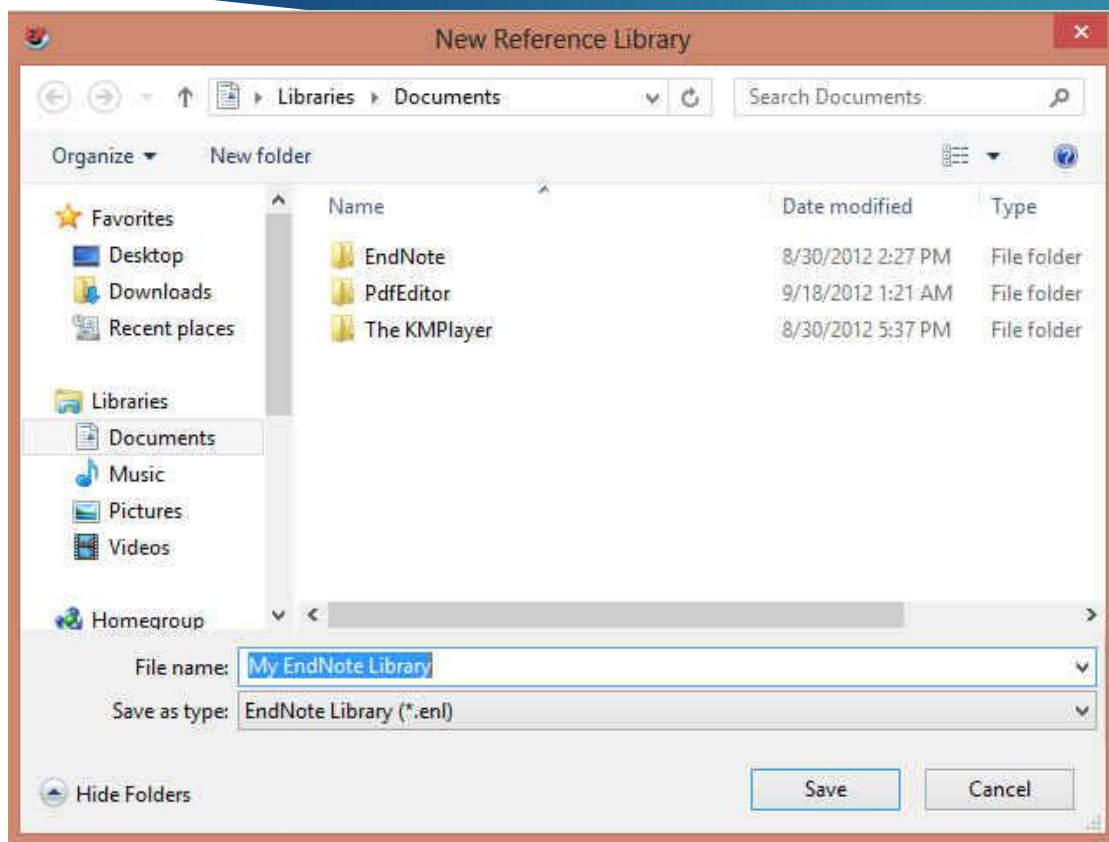 New Reference Library
Libraries Documents
Search Documents
Organize New folder
Favorites
Desktop
Downloads
Recent places
Libraries
Documents
Music
Pictures
Videos
Homegroup
Name Date modified Type
EndNote 8/30/2012 2:27 PM File folder
PdfEditor 9/18/2012 1:21 AM File folder
The KMPlayer 8/30/2012 5:37 PM File folder
File name: My EndNote Library
Save as type: EndNote Library (*.enl)
Hide Folders
Save Cancel